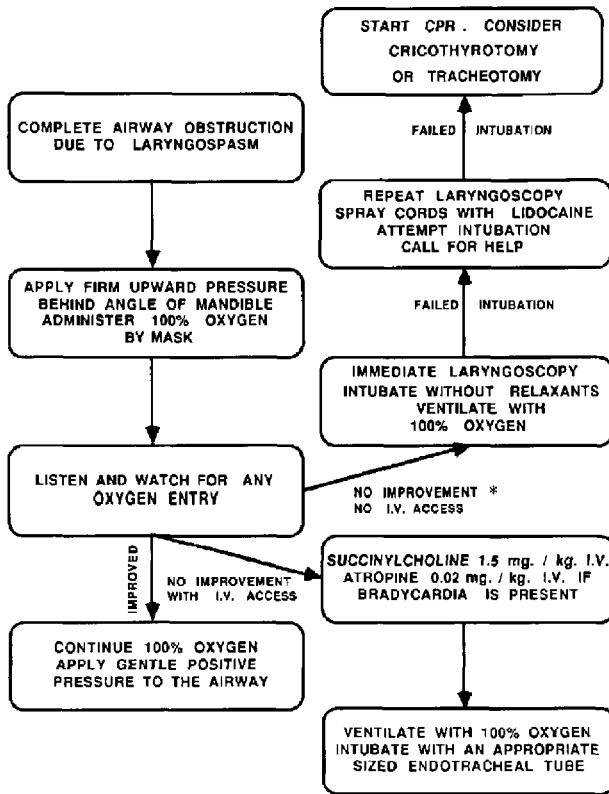 COMPLETE AIRWAY OBSTRUCTION
DUE TO LARYNGOSPASM
APPLY FIRM UPWARD PRESSURE
BEHIND ANGLE OF MANDIBLE
ADMINISTER 100% OXYGEN
BY MASK
LISTEN AND WATCH FOR ANY
OXYGEN ENTRY
IMPROVED
CONTINUE 100% OXYGEN
APPLY GENTLE POSITIVE
PRESSURE TO THE AIRWAY
NO IMPROVEMENT
WITH I.V. ACCESS
SUCCINYLCHOLINE 1.5 mg. / kg. I.V.
ATROPINE 0.02 mg. / kg. I.V. IF
BRADYCARDIA IS PRESENT
VENTILATE WITH 100% OXYGEN
INTUBATE WITH AN APPROPRIATE
SIZED ENDOTRACHEAL TUBE
NO IMPROVEMENT *
NO I.V. ACCESS
IMMEDIATE LARYNGOSCOPY
INTUBATE WITHOUT RELAXANTS
VENTILATE WITH
100% OXYGEN
FAILED INTUBATION
REPEAT LARYNGOSCOPY
SPRAY CORDS WITH LIDOCAINE
ATTEMPT INTUBATION
CALL FOR HELP
FAILED INTUBATION
START CPR . CONSIDER
CRICOTHYROTOMY
OR TRACHEOTOMY